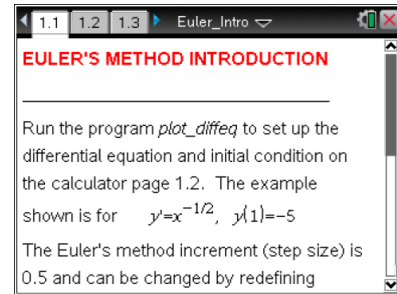 1.1 1.2 1.3 Euler_Intro
EULER'S METHOD INTRODUCTION
Run the program plot_diffeq to set up the
differential equation and initial condition on
the calculator page 1.2. The example
shown is for y'=x^{-1/2}, y(1)=-5
The Euler's method increment (step size) is
0.5 and can be changed by redefining